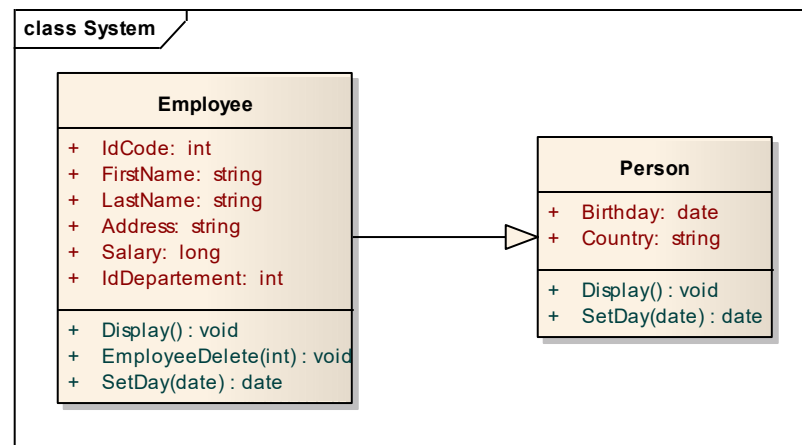 class System
Employee
+ IdCode: int
+ FirstName: string
+ LastName: string
+ Address: string
+ Salary: long
+ IdDepartement: int
+ Display() : void
+ EmployeeDelete(int) : void
+ SetDay(date) : date
Person
+ Birthday: date
+ Country: string
+ Display() : void
+ SetDay(date) : date